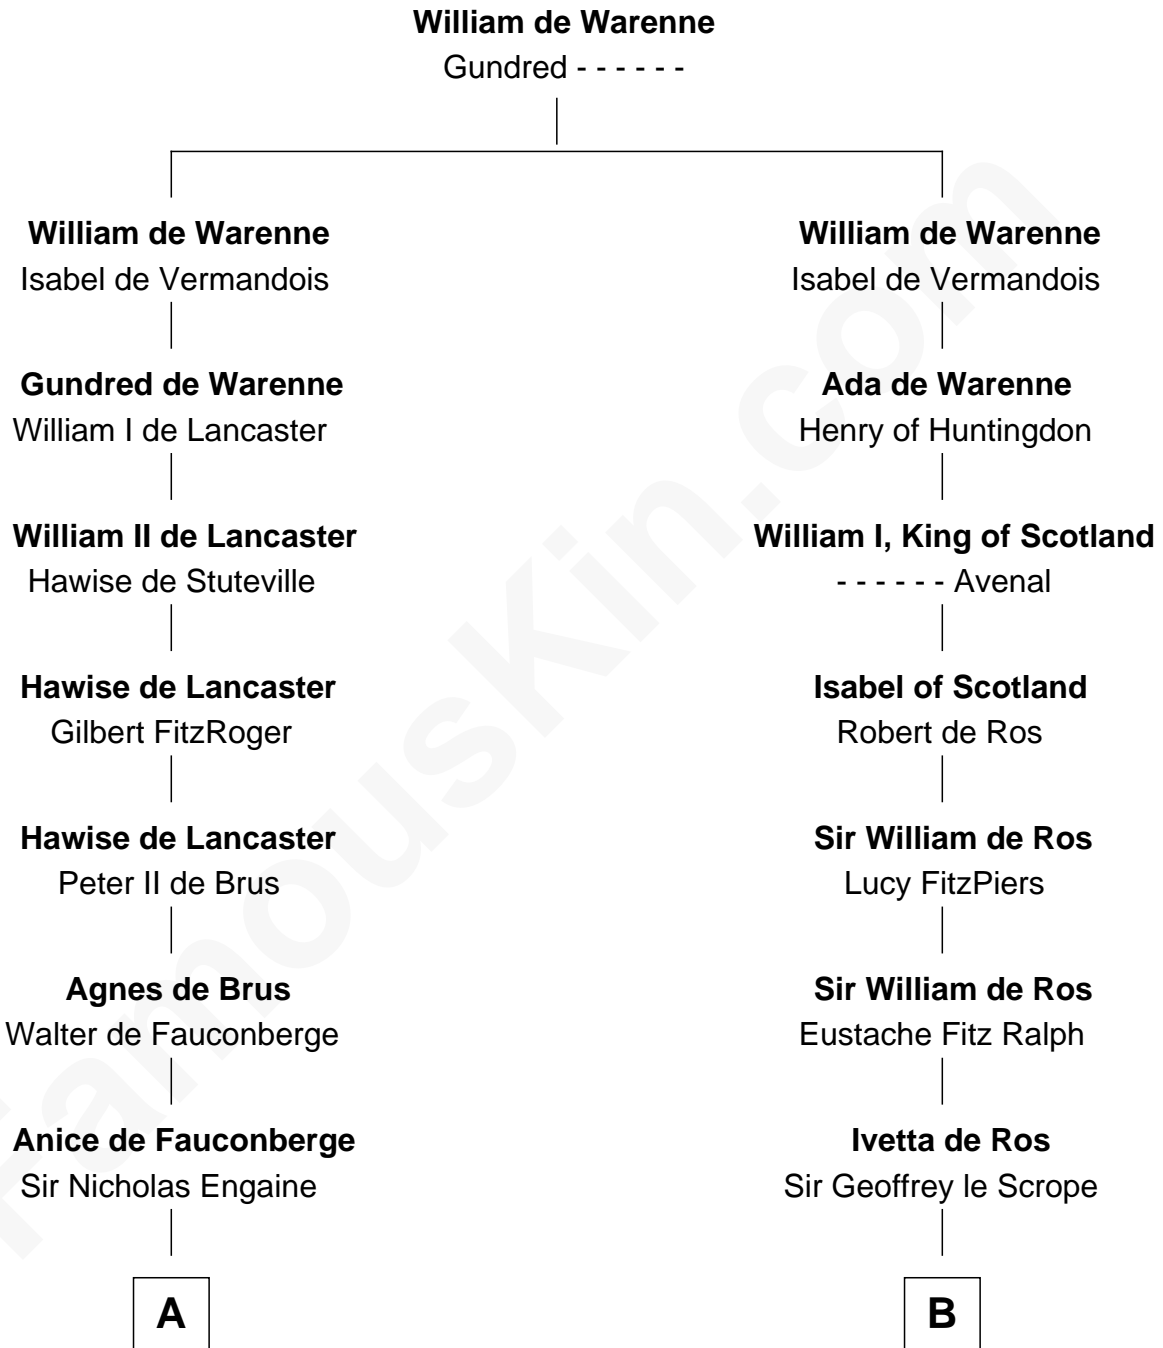 William de Warenne
Gundred - - - - - -
William de Warenne
Isabel de Vermandois
Gundred de Warenne
William I de Lancaster
William II de Lancaster
Hawise de Stuteville
Hawise de Lancaster
Gilbert FitzRoger
Hawise de Lancaster
Peter II de Brus
Agnes de Brus
Walter de Fauconberge
Anice de Fauconberge
Sir Nicholas Engaine
A
William de Warenne
Isabel de Vermandois
Ada de Warenne
Henry of Huntingdon
William I, King of Scotland
- - - - - - Avenal
Isabel of Scotland
Robert de Ros
Sir William de Ros
Lucy FitzPiers
Sir William de Ros
Eustache Fitz Ralph
Ivetta de Ros
Sir Geoffrey le Scrope
B
FamousKin.com